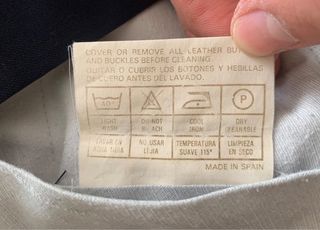 COVER OR REMOVE ALL LEATHER BUT
AND BUCKLES BEFORE CLEANING.
QUITAR O CUBRIR LOS BOTONES Y HEBILLAS
DE CUERO ANTES DEL LAVADO.
40° P
LIGHT WASH DO NOT BLEACH COOL IRON DRY CLEANABLE
LAVAR EN AGUA TIBIA NO USAR LEJIA TEMPERATURA SUAVE 115° LIMPIEZA EN SECO
MADE IN SPAIN